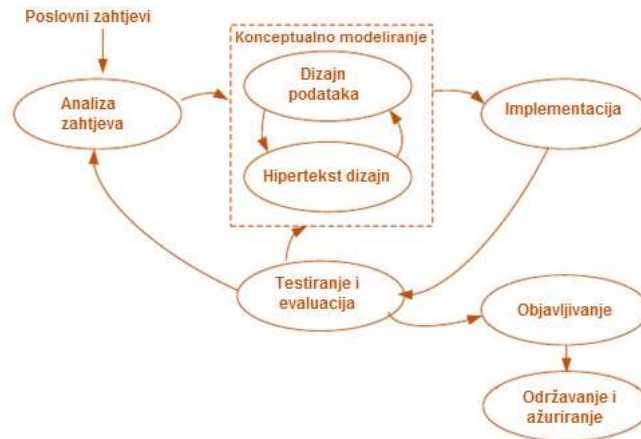 Poslovni zahtjevi
Konceptualno modeliranje
Dizajn
podataka
Analiza
zahtjeva
Implementacija
Hipertekst dizajn
Testiranje i
evaluacija
Objavljivanje
Održavanje i
ažuriranje